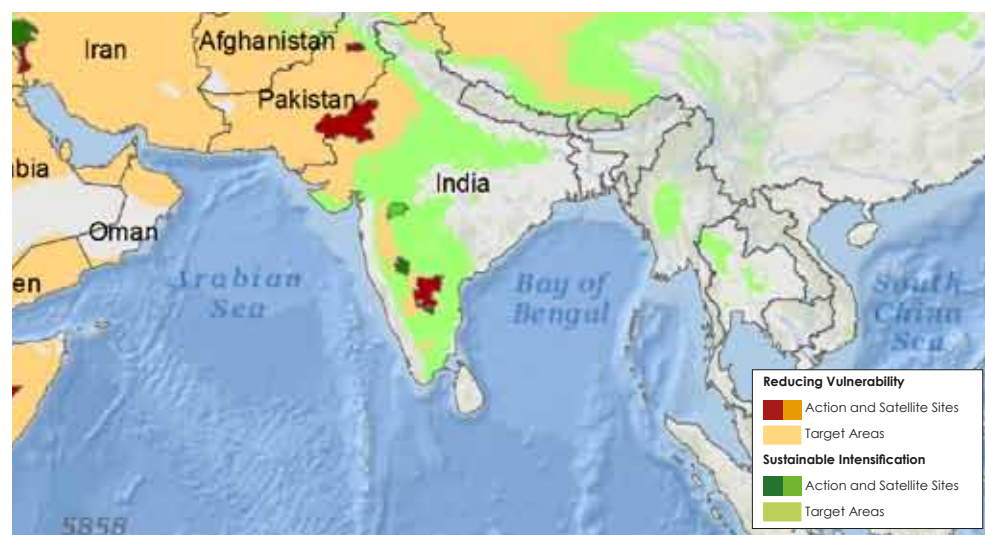 Iran
Afghanistan
Pakistan
bia
India
Oman
en
Arabian
Sea
Bay of
Bengal
South
China
Sea
Reducing Vulnerability
Action and Satellite Sites
Target Areas
Sustainable Intensification
Action and Satellite Sites
Target Areas
5858